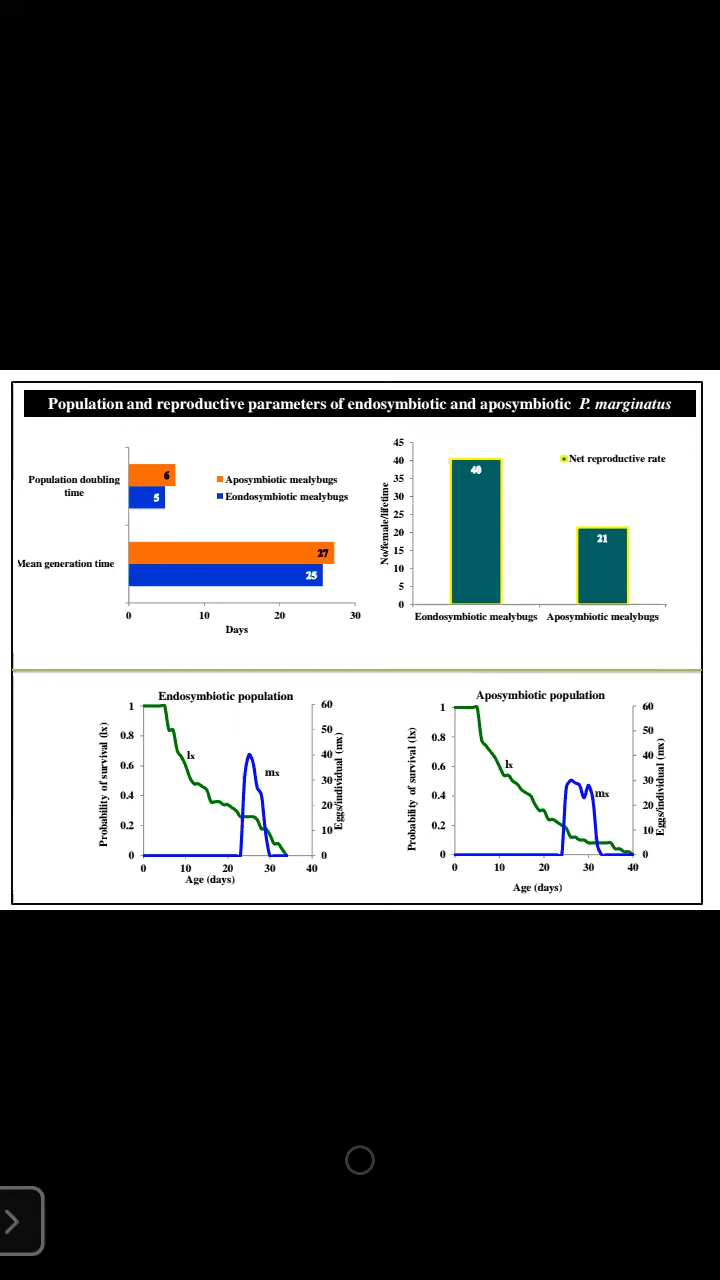 Population and reproductive parameters of endosymbiotic and aposymbiotic P. marginatus
Population doubling
time
Mean generation time
6
5
27
25
0 10 20 30
Days
Aposymbiotic mealybugs
Eondosymbiotic mealybugs
No/female/lifetime
45
40
35
30
25
20
15
10
5
0
40
21
Net reproductive rate
Eondosymbiotic mealybugs Aposymbiotic mealybugs
Endosymbiotic population
Probability of survival (lx)
1
0.8
0.6
0.4
0.2
0
lx
mx
60
50
40
30
20
10
0
Eggs/individual (mx)
0 10 20 30 40
Age (days)
Aposymbiotic population
Probability of survival (lx)
1
0.8
0.6
0.4
0.2
0
lx
mx
60
50
40
30
20
10
0
Eggs/individual (mx)
0 10 20 30 40
Age (days)